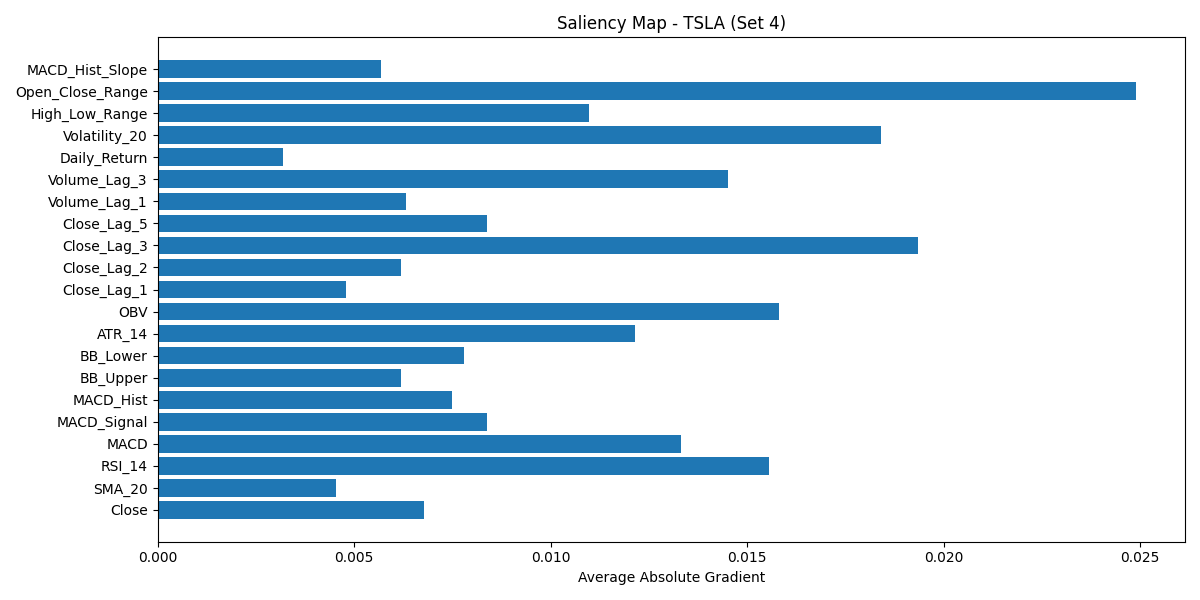 Saliency Map - TSLA (Set 4)
MACD_Hist_Slope
Open_Close_Range
High_Low_Range
Volatility_20
Daily_Return
Volume_Lag_3
Volume_Lag_1
Close_Lag_5
Close_Lag_3
Close_Lag_2
Close_Lag_1
OBV
ATR_14
BB_Lower
BB_Upper
MACD_Hist
MACD_Signal
MACD
RSI_14
SMA_20
Close
0.000 0.005 0.010 0.015 0.020 0.025
Average Absolute Gradient